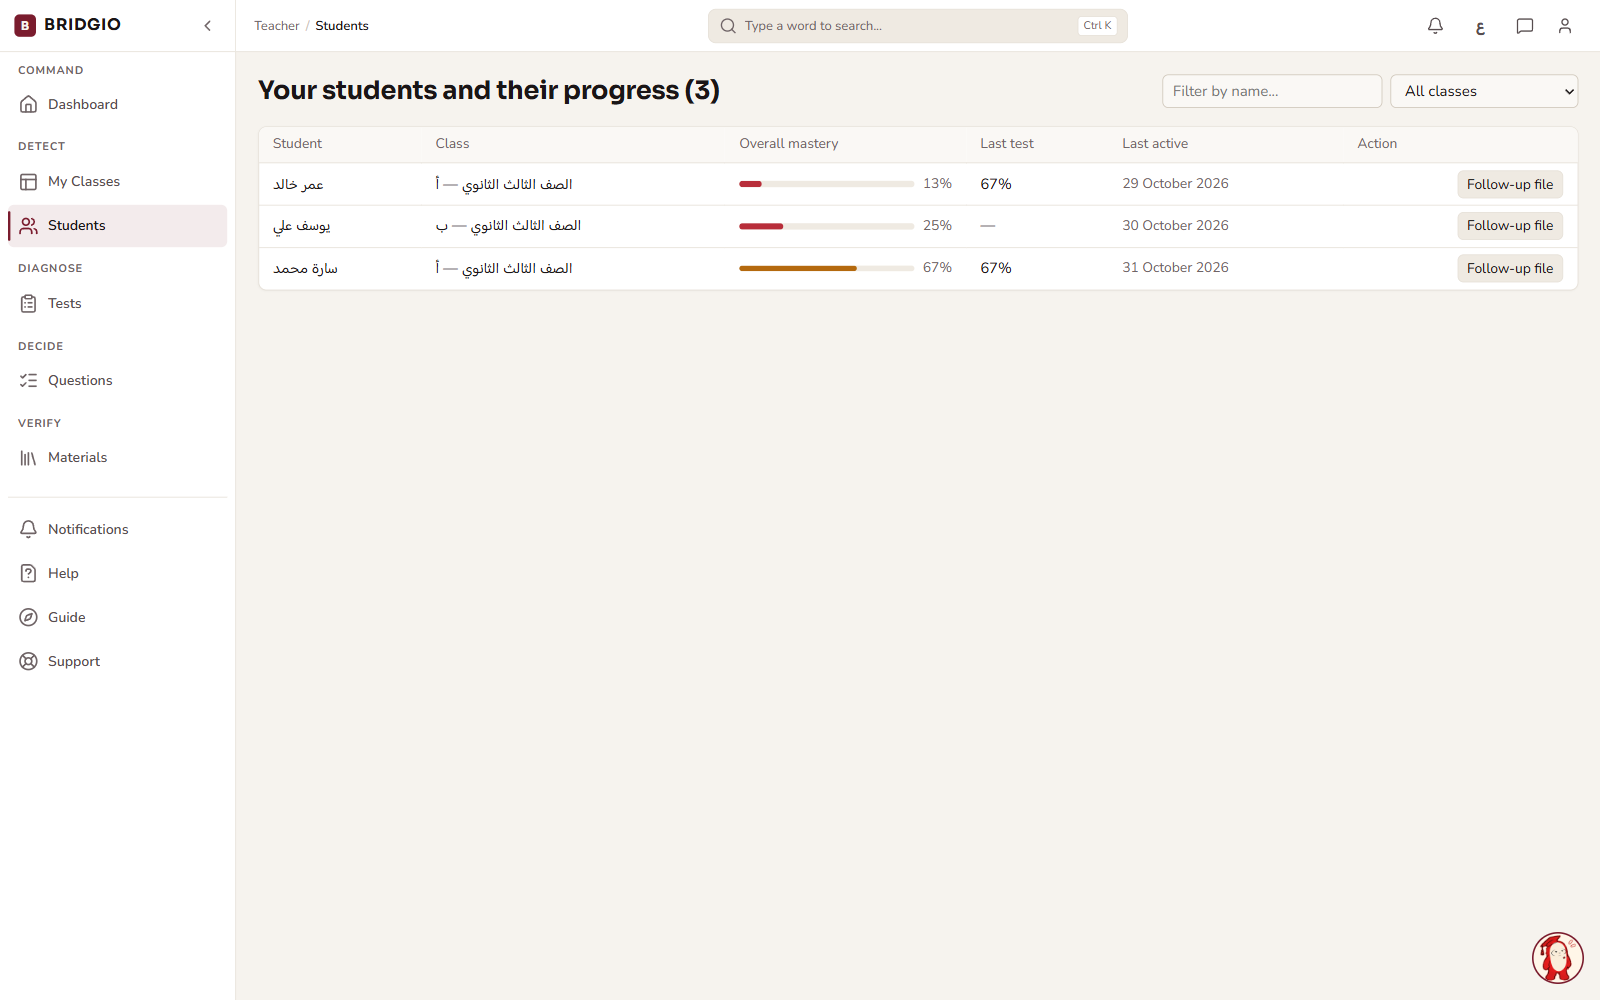 B BRIDGIO
Teacher / Students
Type a word to search...
Ctrl K
ع
COMMAND
Dashboard
DETECT
My Classes
Students
DIAGNOSE
Tests
DECIDE
Questions
VERIFY
Materials
Notifications
Help
Guide
Support
Your students and their progress (3)
Filter by name...
All classes
Student Class Overall mastery Last test Last active Action
عمر خالد الصف الثالث الثانوي — أ 13% 67% 29 October 2026 Follow-up file
يوسف علي الصف الثالث الثانوي — ب 25% — 30 October 2026 Follow-up file
سارة محمد الصف الثالث الثانوي — أ 67% 67% 31 October 2026 Follow-up file